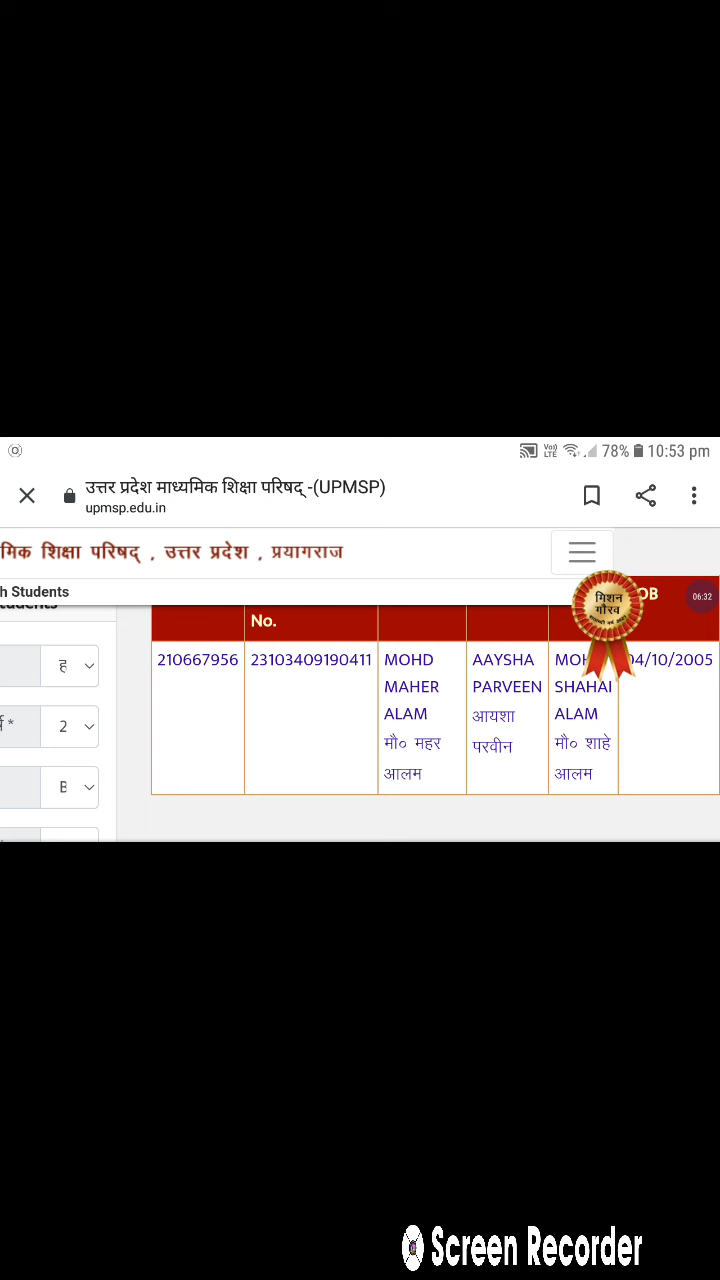 78% 10:53 pm
उत्तर प्रदेश माध्यमिक शिक्षा परिषद् -(UPMSP)
upmsp.edu.in
मिक शिक्षा परिषद् , उत्तर प्रदेश , प्रयागराज
h Students
मिशन
गौरव
OB
06:32
No.
210667956 23103409190411 MOHD AAYSHA MOH 04/10/2005
MAHER PARVEEN SHAHAI
ALAM आयशा ALAM
मौ० महर परवीन मौ० शाहे
आलम आलम
ह
2
Screen Recorder